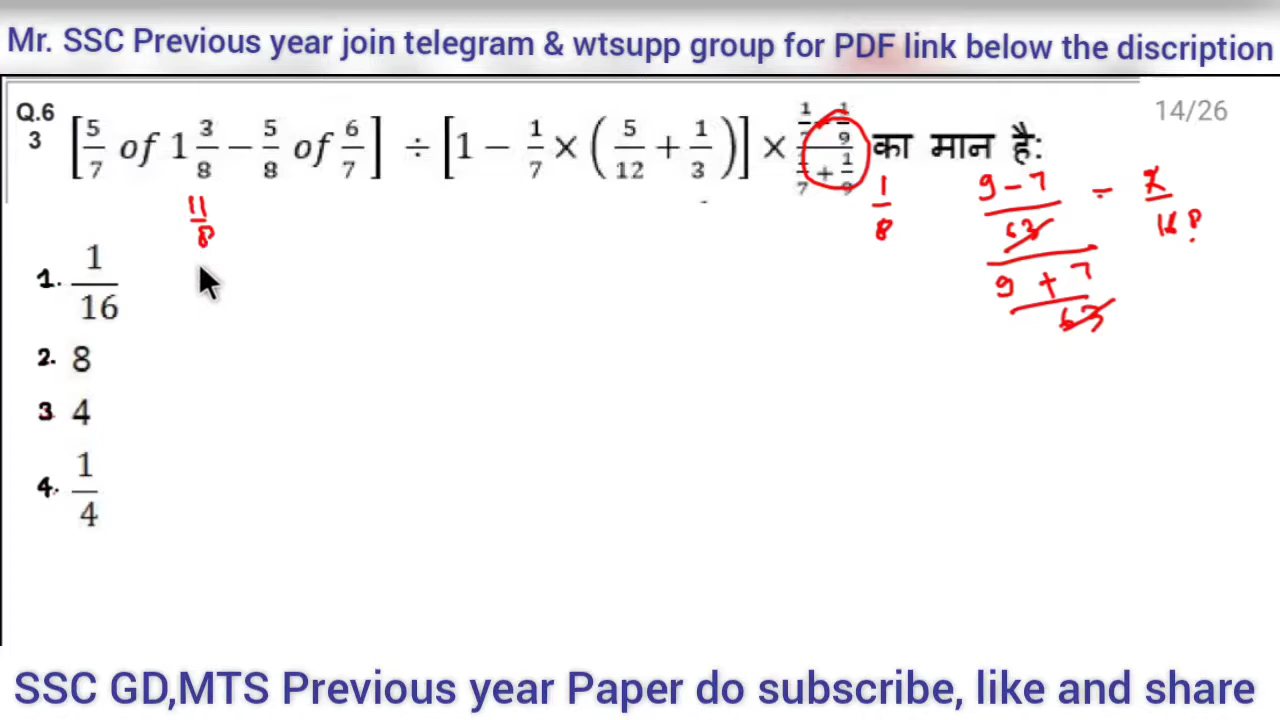 Mr. SSC Previous year join telegram & wtsupp group for PDF link below the discription
Q.6 3 [5/7 of 1 3/8 − 5/8 of 6/7] ÷ [1 − 1/7 × (5/12 + 1/3)] × (1/7 − 1/9)/(1/7 + 1/9) का मान है:
14/26
11/8
1/8
9 - 7
63
9 + 7
63
16
1. 1/16
2. 8
3 4
4. 1/4
SSC GD,MTS Previous year Paper do subscribe, like and share